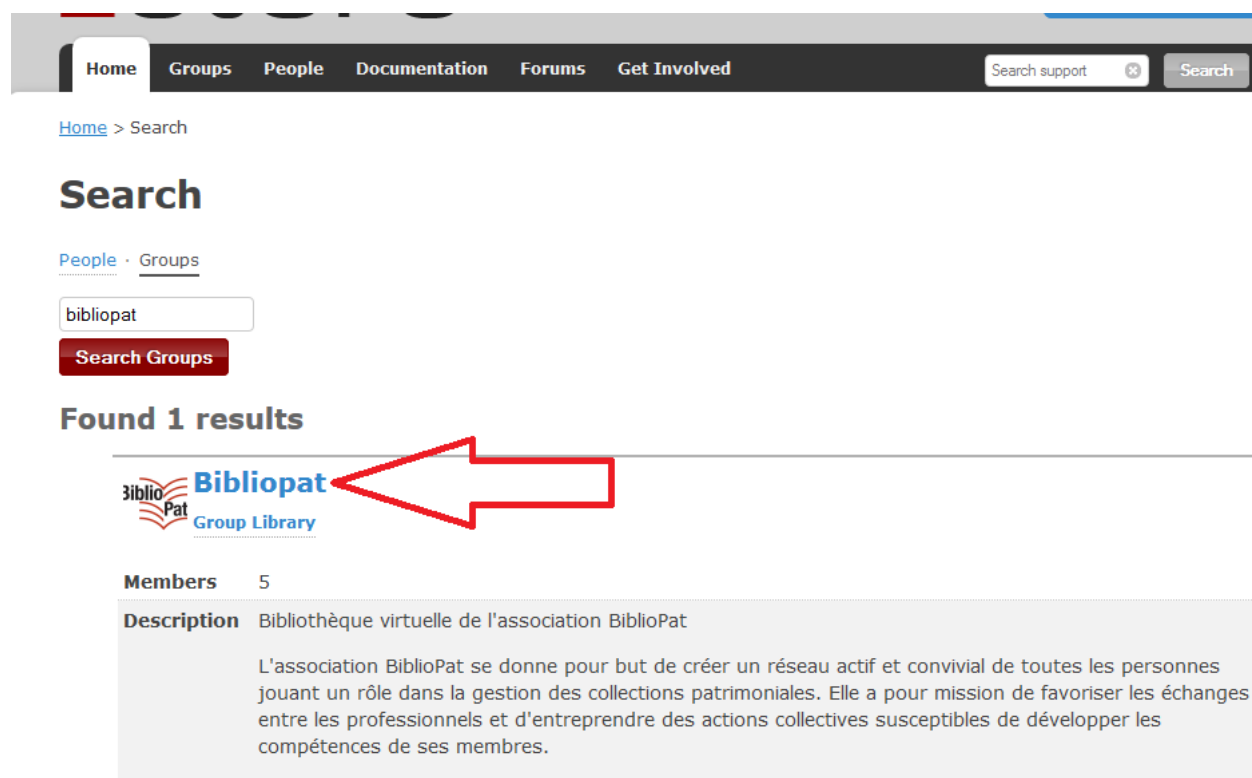 Home Groups People Documentation Forums Get Involved Search support Search
Home > Search
Search
People · Groups
bibliopat
Search Groups
Found 1 results
Biblio
Pat
Bibliopat
Group Library
Members 5
Description Bibliothèque virtuelle de l'association BiblioPat
L'association BiblioPat se donne pour but de créer un réseau actif et convivial de toutes les personnes
jouant un rôle dans la gestion des collections patrimoniales. Elle a pour mission de favoriser les échanges
entre les professionnels et d'entreprendre des actions collectives susceptibles de développer les
compétences de ses membres.